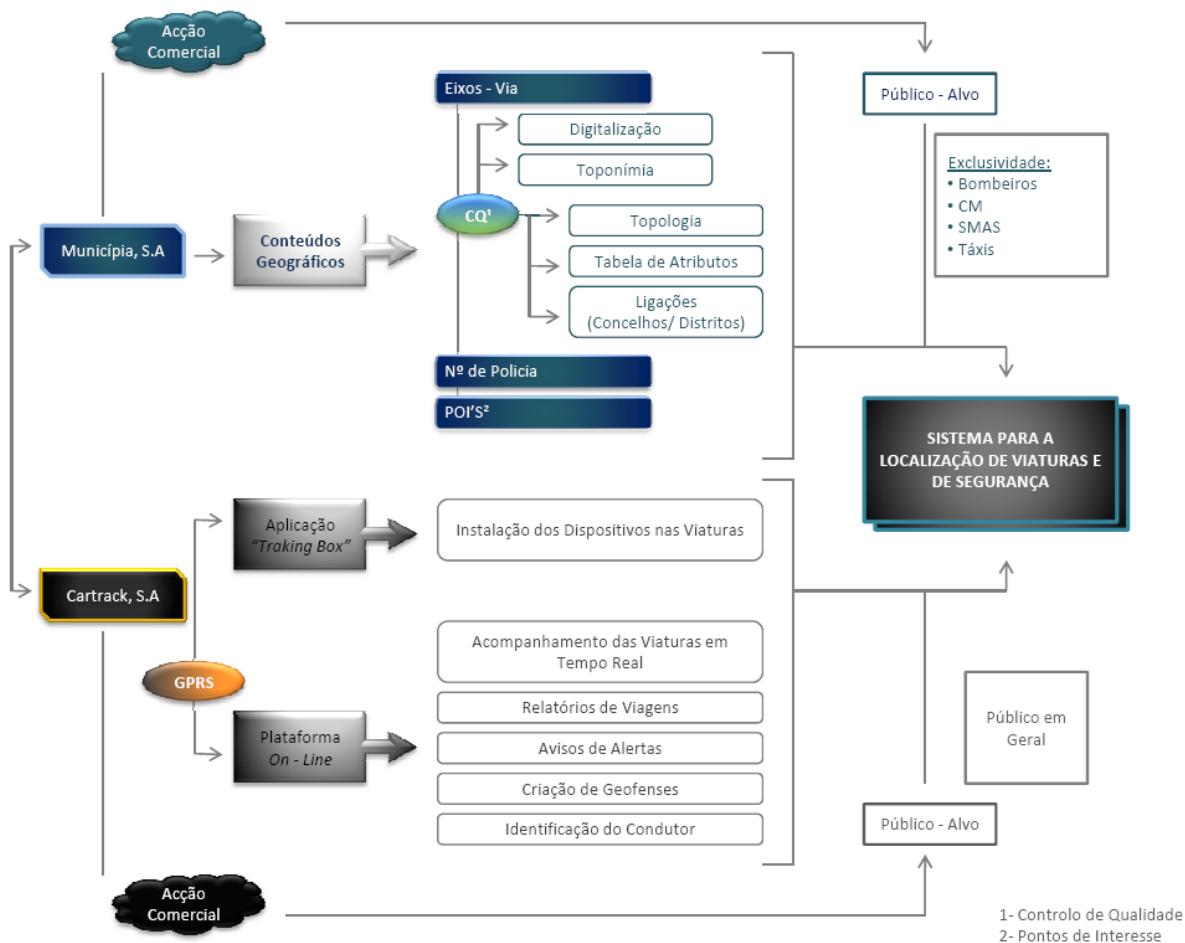 Acção
Comercial
Público - Alvo
Eixos - Via
Digitalização
Toponímia
Exclusividade:
• Bombeiros
• CM
• SMAS
• Táxis
CQ¹
Topologia
Municípia, S.A
Conteúdos
Geográficos
Tabela de Atributos
Ligações
(Concelhos/ Distritos)
Nº de Policia
POI'S²
SISTEMA PARA A
LOCALIZAÇÃO DE VIATURAS E
DE SEGURANÇA
Aplicação
"Traking Box"
Instalação dos Dispositivos nas Viaturas
Cartrack, S.A
Acompanhamento das Viaturas em
Tempo Real
GPRS
Relatórios de Viagens
Público em
Geral
Plataforma
On - Line
Avisos de Alertas
Criação de Geofenses
Identificação do Condutor
Público - Alvo
Acção
Comercial
1- Controlo de Qualidade
2- Pontos de Interesse